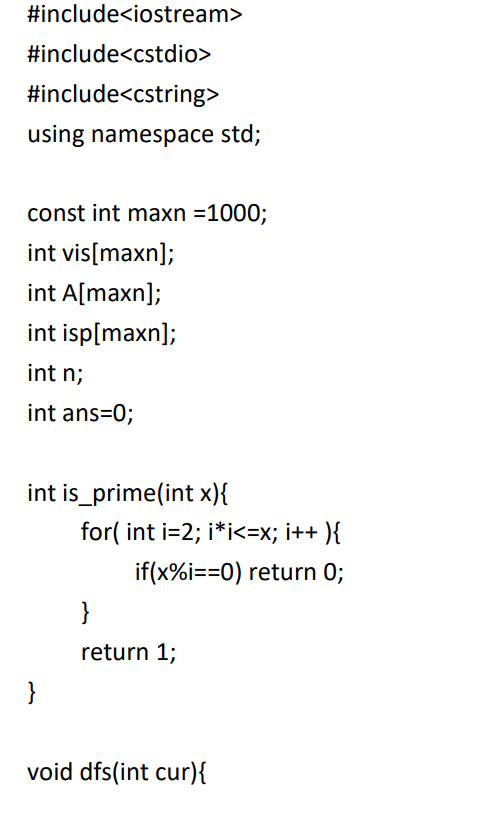 #include<iostream>
#include<cstdio>
#include<cstring>
using namespace std;
const int maxn =1000;
int vis[maxn];
int A[maxn];
int isp[maxn];
int n;
int ans=0;
int is_prime(int x){
for( int i=2; i*i<=x; i++ ){
if(x%i==0) return 0;
}
return 1;
}
void dfs(int cur){